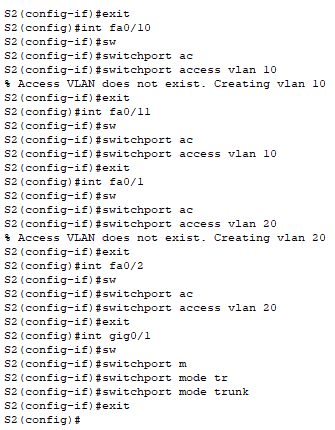 S2(config-if)#exit
S2(config)#int fa0/10
S2(config-if)#sw
S2(config-if)#switchport ac
S2(config-if)#switchport access vlan 10
% Access VLAN does not exist. Creating vlan 10
S2(config-if)#exit
S2(config)#int fa0/11
S2(config-if)#sw
S2(config-if)#switchport ac
S2(config-if)#switchport access vlan 10
S2(config-if)#exit
S2(config)#int fa0/1
S2(config-if)#sw
S2(config-if)#switchport ac
S2(config-if)#switchport access vlan 20
% Access VLAN does not exist. Creating vlan 20
S2(config-if)#exit
S2(config)#int fa0/2
S2(config-if)#sw
S2(config-if)#switchport ac
S2(config-if)#switchport access vlan 20
S2(config-if)#exit
S2(config)#int gig0/1
S2(config-if)#sw
S2(config-if)#switchport m
S2(config-if)#switchport mode tr
S2(config-if)#switchport mode trunk
S2(config-if)#exit
S2(config)#